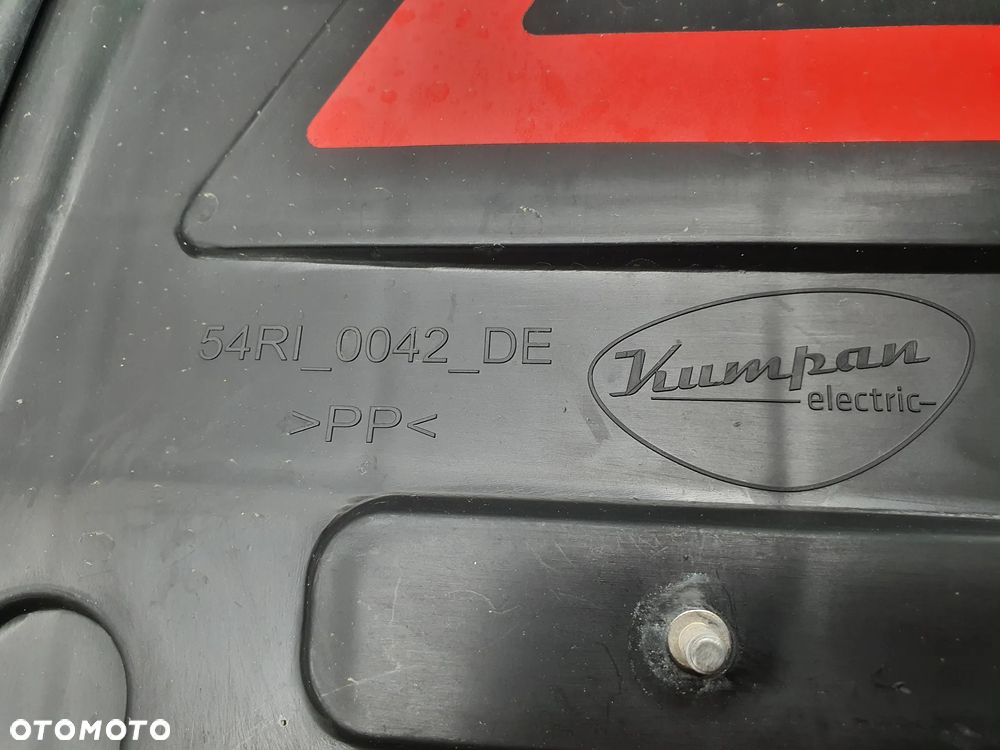 54RI_0042_DE
>PP<
Kumpan
electric
OTOMOTO